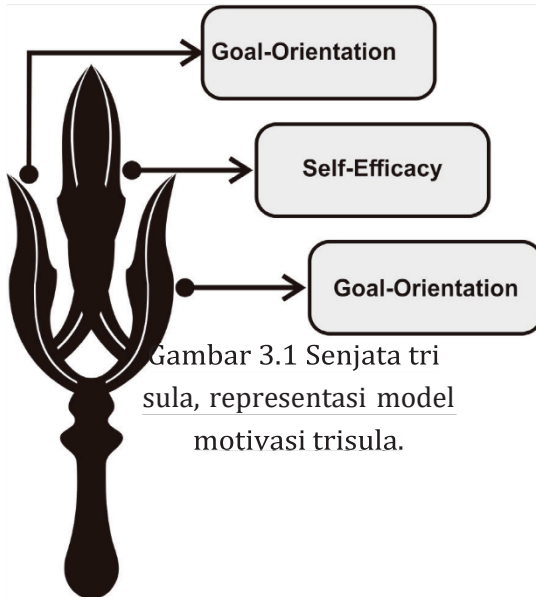 Goal-Orientation
Self-Efficacy
Goal-Orientation
Gambar 3.1 Senjata tri
sula, representasi model
motivasi trisula.